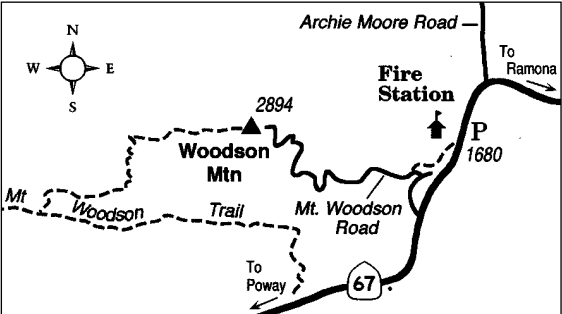 Archie Moore Road
N
W E
S
To
Ramona
Fire
Station
P
1680
2894
Woodson
Mtn
Mt. Woodson
Road
Mt Woodson Trail
To
Poway
67